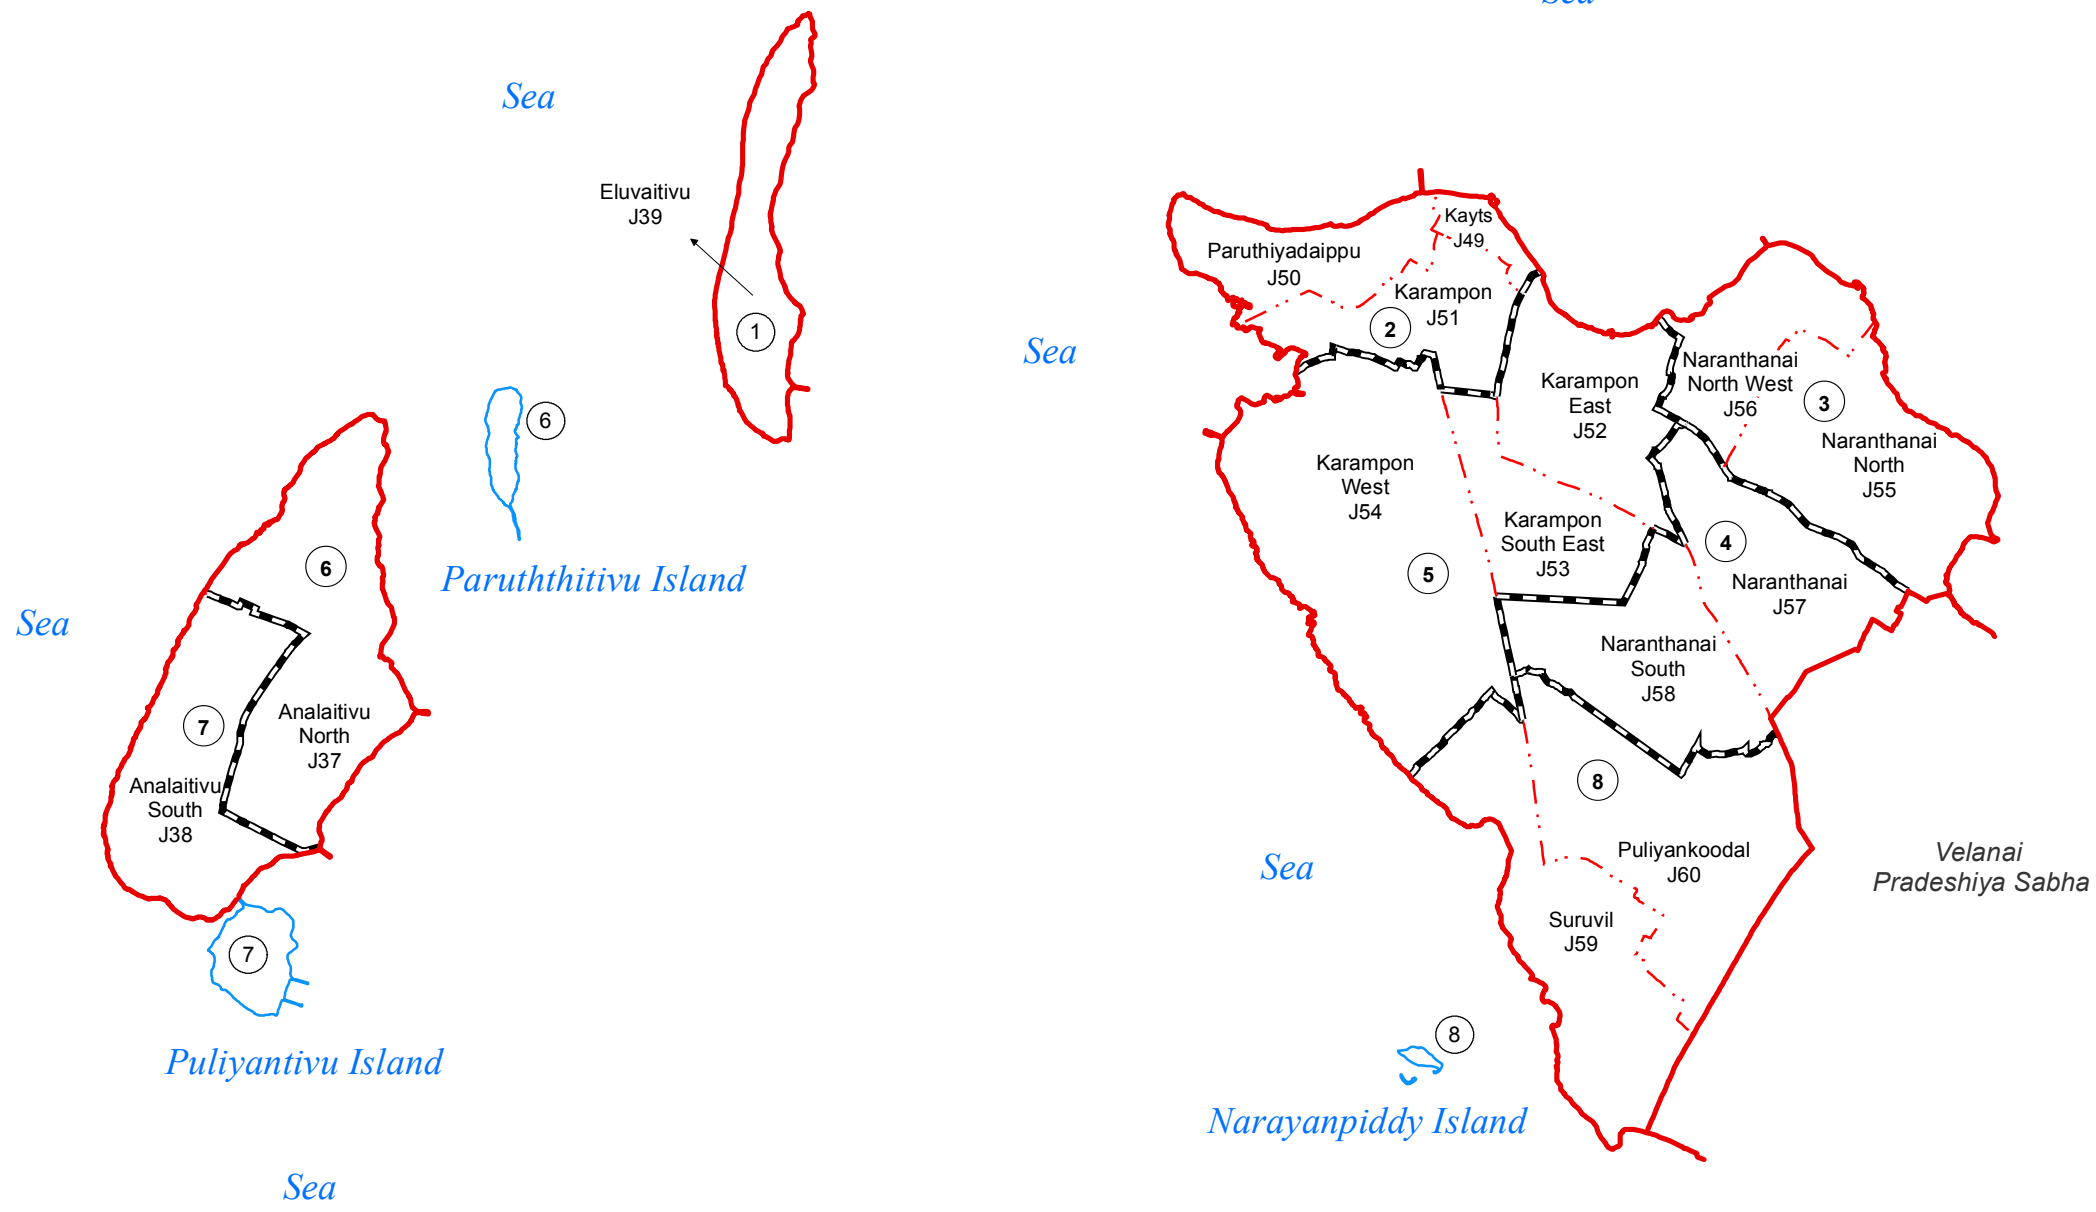 Sea
Sea
Eluvaitivu
J39
1
Kayts
J49
Paruthiyadaippu
J50
Karampon
J51
2
Sea
Karampon
East
J52
Naranthanai
North West
J56
3
Naranthanai
North
J55
6
Paruththitivu Island
Karampon
West
J54
5
Karampon
South East
J53
4
Naranthanai
J57
Naranthanai
South
J58
6
Sea
7
Analaitivu
North
J37
Analaitivu
South
J38
8
Puliyankoodal
J60
Velanai
Pradeshiya Sabha
Sea
Suruvil
J59
7
Puliyantivu Island
8
Narayanpiddy Island
Sea